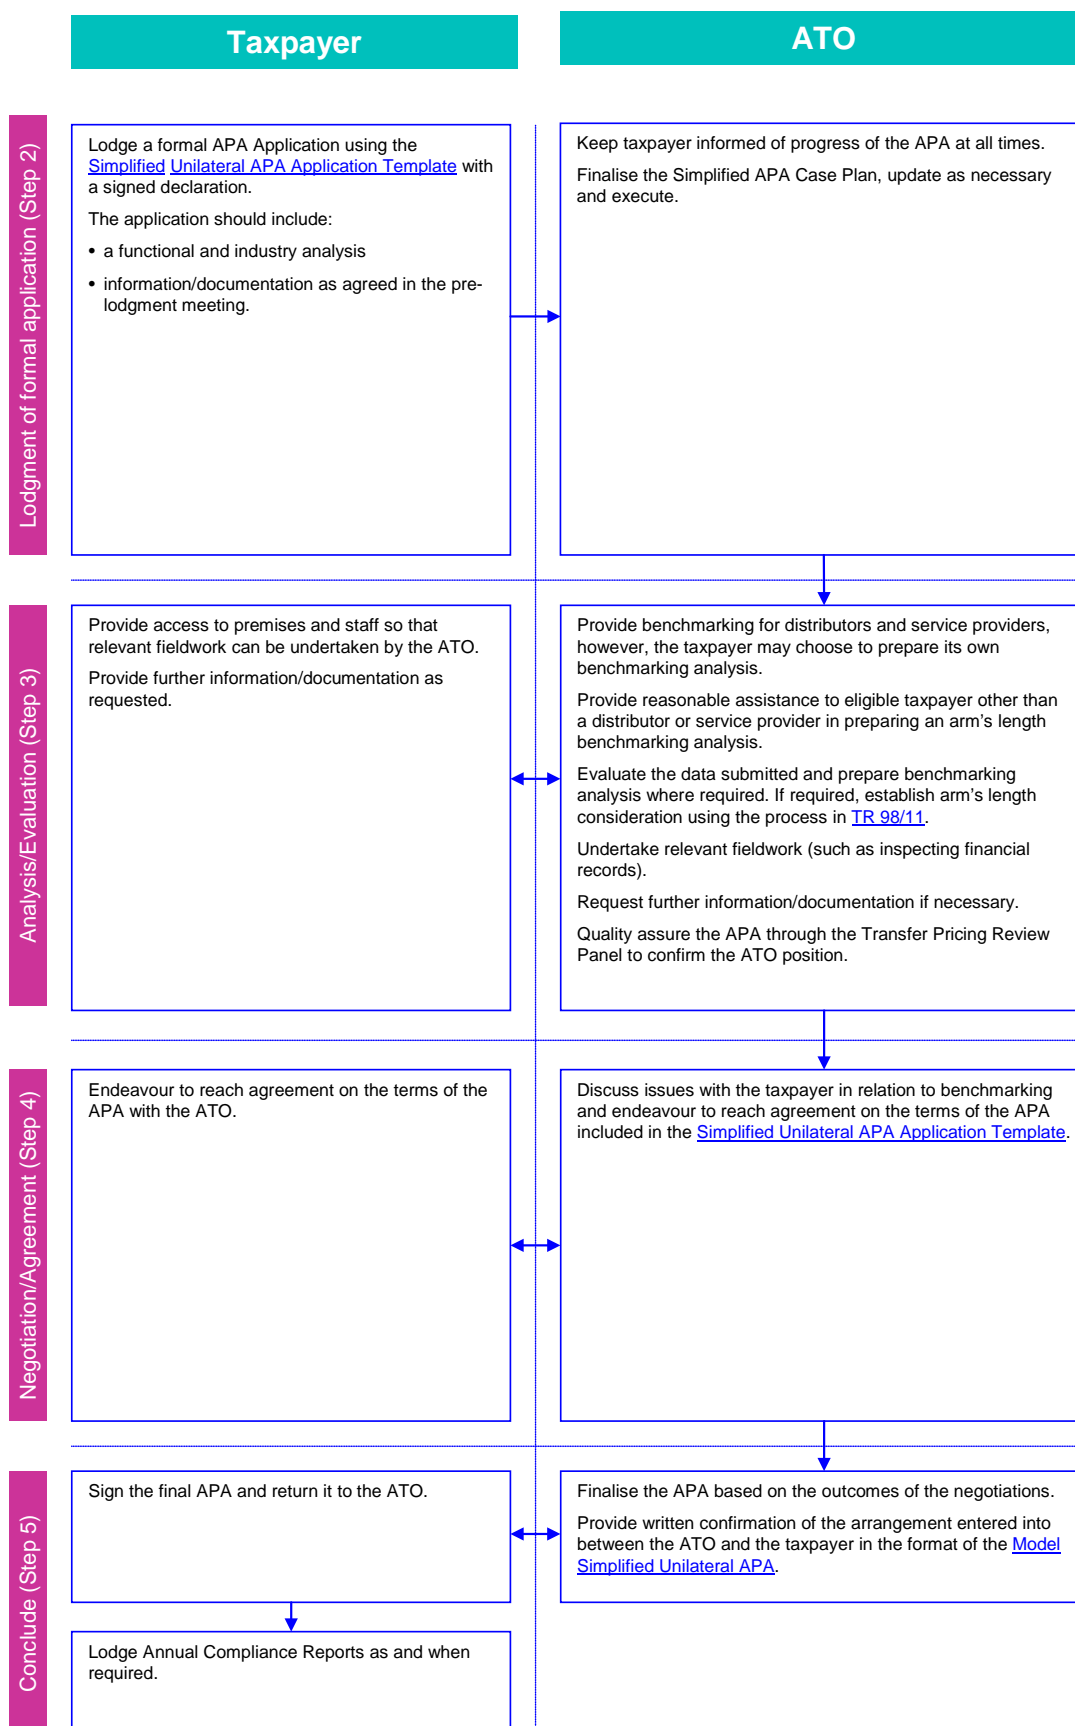 Taxpayer
ATO
Lodgment of formal application (Step 2)
Lodge a formal APA Application using the
Simplified Unilateral APA Application Template with
a signed declaration.
The application should include:
• a functional and industry analysis
• information/documentation as agreed in the pre-
lodgment meeting.
Keep taxpayer informed of progress of the APA at all times.
Finalise the Simplified APA Case Plan, update as necessary
and execute.
Analysis/Evaluation (Step 3)
Provide access to premises and staff so that
relevant fieldwork can be undertaken by the ATO.
Provide further information/documentation as
requested.
Provide benchmarking for distributors and service providers,
however, the taxpayer may choose to prepare its own
benchmarking analysis.
Provide reasonable assistance to eligible taxpayer other than
a distributor or service provider in preparing an arm’s length
benchmarking analysis.
Evaluate the data submitted and prepare benchmarking
analysis where required. If required, establish arm’s length
consideration using the process in TR 98/11.
Undertake relevant fieldwork (such as inspecting financial
records).
Request further information/documentation if necessary.
Quality assure the APA through the Transfer Pricing Review
Panel to confirm the ATO position.
Negotiation/Agreement (Step 4)
Endeavour to reach agreement on the terms of the
APA with the ATO.
Discuss issues with the taxpayer in relation to benchmarking
and endeavour to reach agreement on the terms of the APA
included in the Simplified Unilateral APA Application Template.
Conclude (Step 5)
Sign the final APA and return it to the ATO.
Finalise the APA based on the outcomes of the negotiations.
Provide written confirmation of the arrangement entered into
between the ATO and the taxpayer in the format of the Model
Simplified Unilateral APA.
Lodge Annual Compliance Reports as and when
required.